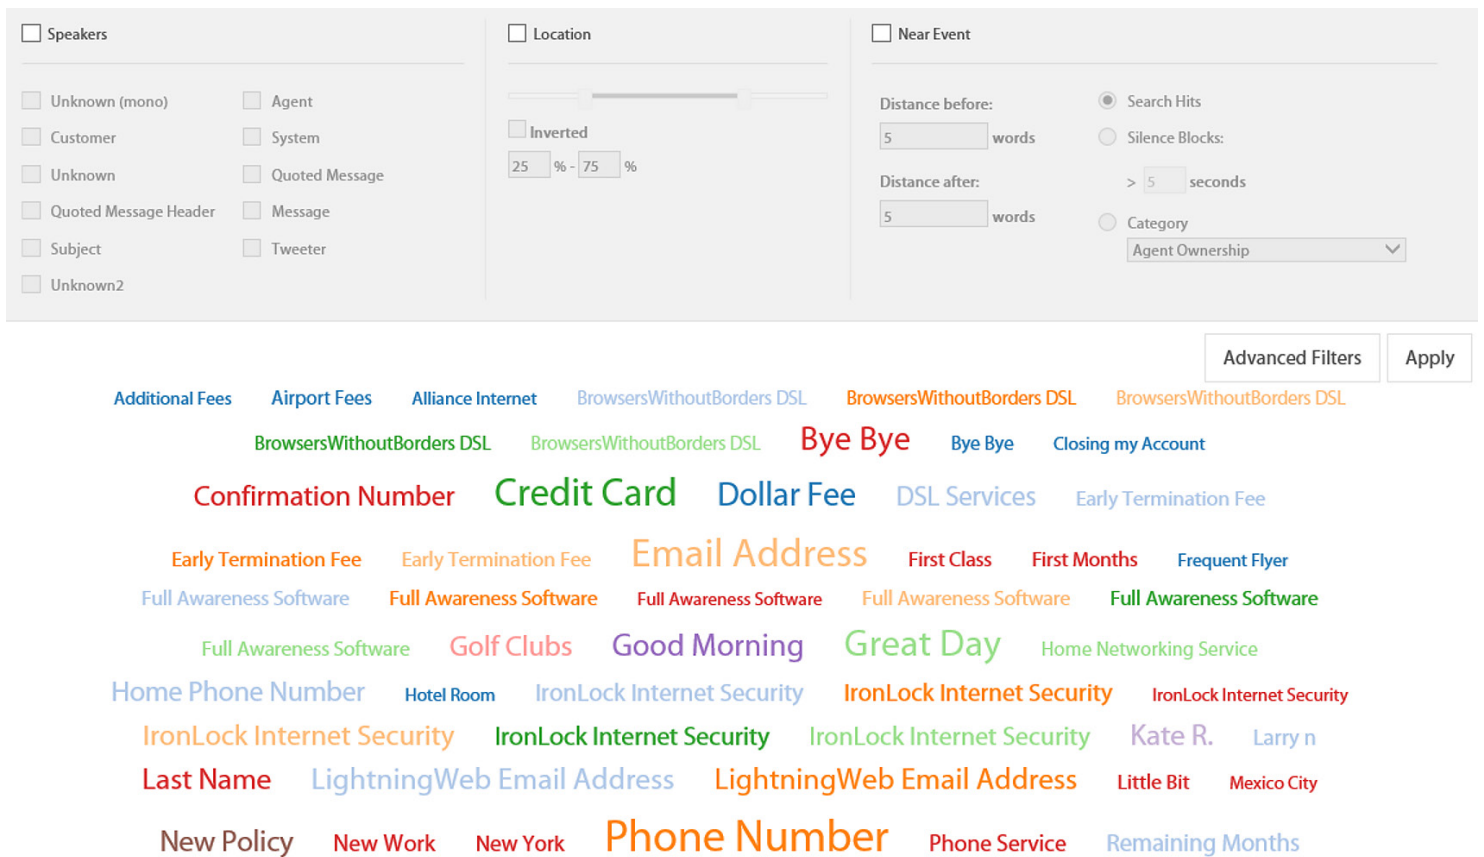 Speakers
Location
Near Event
Unknown (mono)
Agent
Customer
System
Unknown
Quoted Message
Quoted Message Header
Message
Subject
Tweeter
Unknown2
Inverted
25 % - 75 %
Distance before:
5 words
Distance after:
5 words
Search Hits
Silence Blocks:
> 5 seconds
Category
Agent Ownership
Advanced Filters Apply
Additional Fees Airport Fees Alliance Internet BrowsersWithoutBorders DSL BrowsersWithoutBorders DSL BrowsersWithoutBorders DSL
BrowsersWithoutBorders DSL BrowsersWithoutBorders DSL Bye Bye Bye Bye Closing my Account
Confirmation Number Credit Card Dollar Fee DSL Services Early Termination Fee
Early Termination Fee Early Termination Fee Email Address First Class First Months Frequent Flyer
Full Awareness Software Full Awareness Software Full Awareness Software Full Awareness Software Full Awareness Software
Full Awareness Software Golf Clubs Good Morning Great Day Home Networking Service
Home Phone Number Hotel Room IronLock Internet Security IronLock Internet Security IronLock Internet Security
IronLock Internet Security IronLock Internet Security IronLock Internet Security Kate R. Larry n
Last Name LightningWeb Email Address LightningWeb Email Address Little Bit Mexico City
New Policy New Work New York Phone Number Phone Service Remaining Months